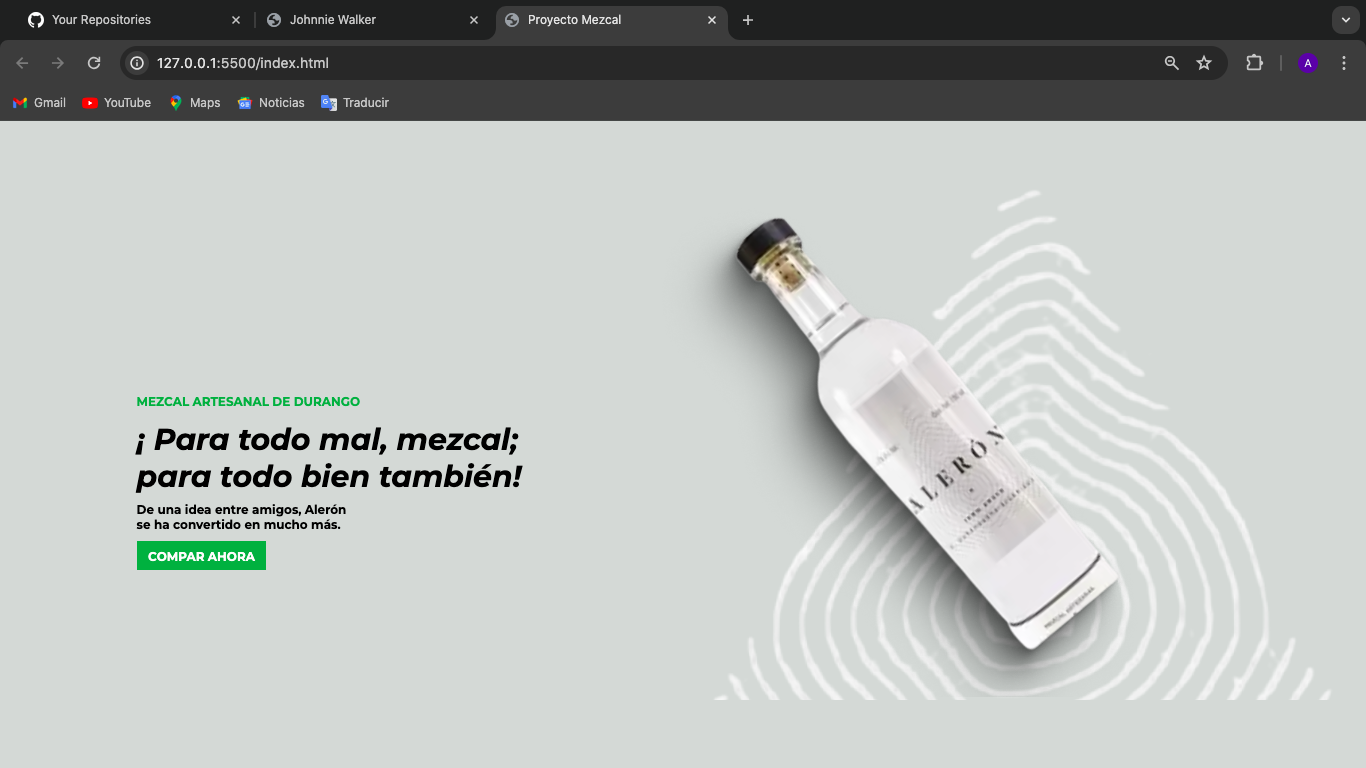 Your Repositories
Johnnie Walker
Proyecto Mezcal
127.0.0.1:5500/index.html
A
Gmail
YouTube
Maps
Noticias
Traducir
MEZCAL ARTESANAL DE DURANGO
¡ Para todo mal, mezcal;
para todo bien también!
De una idea entre amigos, Alerón
se ha convertido en mucho más.
COMPAR AHORA
ALERÓN
MEZCAL ARTESANAL